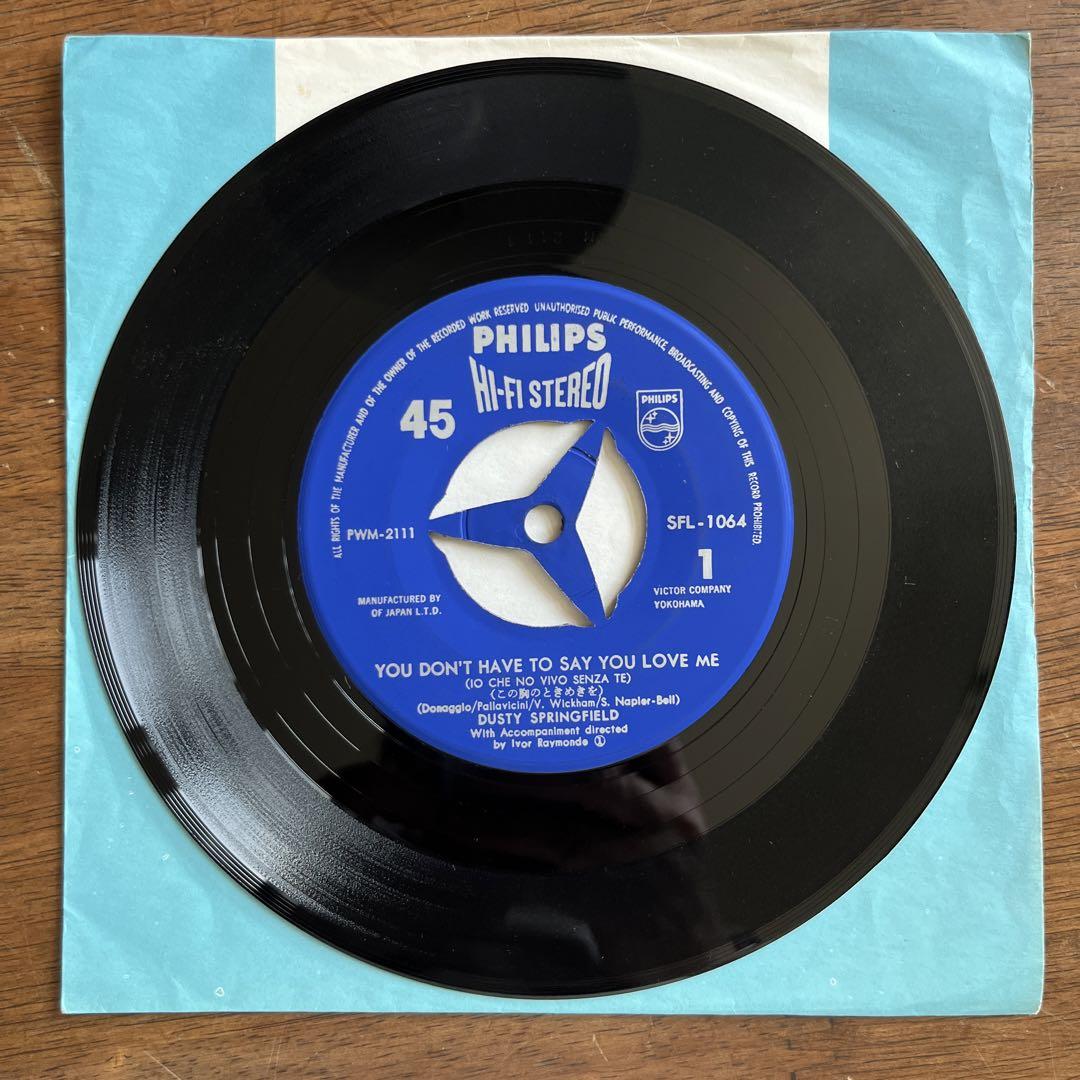 ALL RIGHTS OF THE MANUFACTURER AND OF THE OWNER OF THE RECORDED WORK RESERVED UNAUTHORISED PUBLIC PERFORMANCE, BROADCASTING AND COPYING OF THIS RECORD PROHIBITED.
PHILIPS
HI-FI STEREO
45
PHILIPS
PWM-2111
SFL-1064
1
MANUFACTURED BY
OF JAPAN L.T.D.
VICTOR COMPANY
YOKOHAMA
YOU DON'T HAVE TO SAY YOU LOVE ME
(IO CHE NO VIVO SENZA TE)
(この胸のときめきを)
(Donaggio/Pallavicini/V. Wickham/S. Napier-Bell)
DUSTY SPRINGFIELD
With Accompaniment directed
by Ivor Raymonde ①